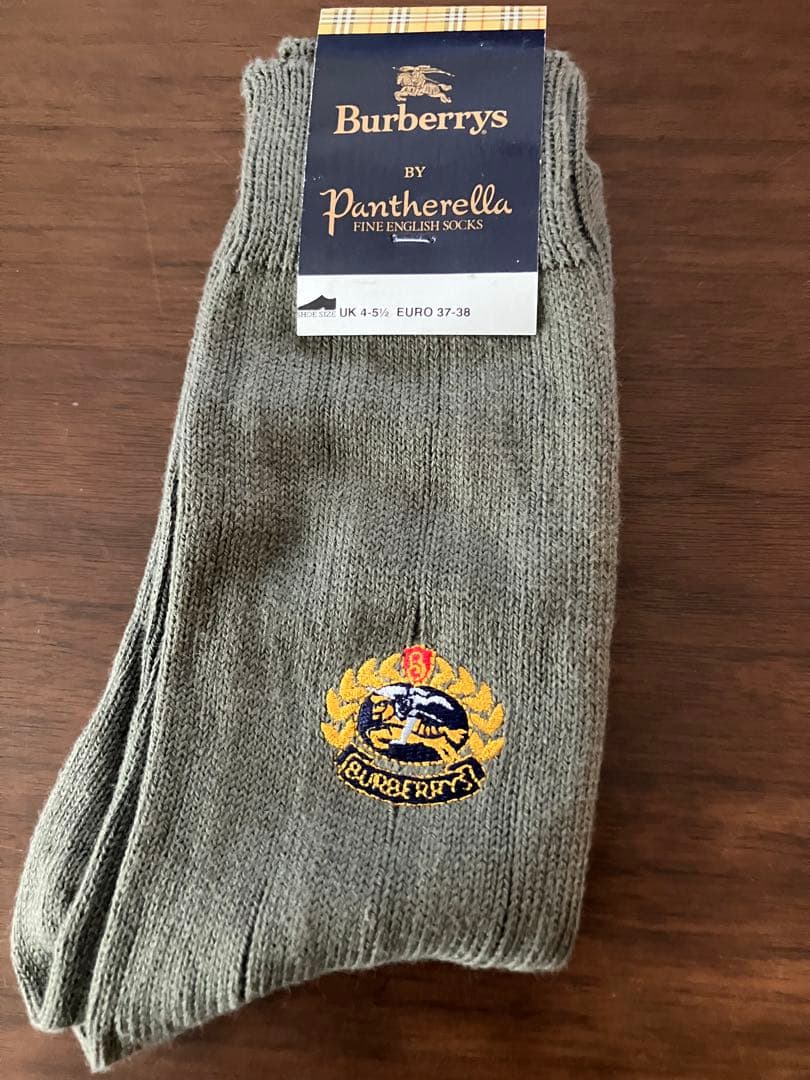 Burberrys®
BY
Pantherella
FINE ENGLISH SOCKS
SHOE SIZE UK 4-5½ EURO 37-38
B
BURBERRYS